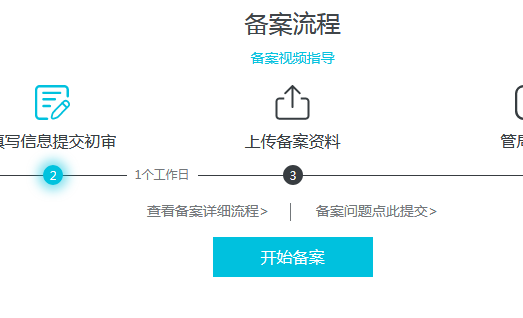 备案流程
备案视频指导
填写信息提交初审
上传备案资料
管局
2
1个工作日
3
查看备案详细流程>
备案问题点此提交>
开始备案